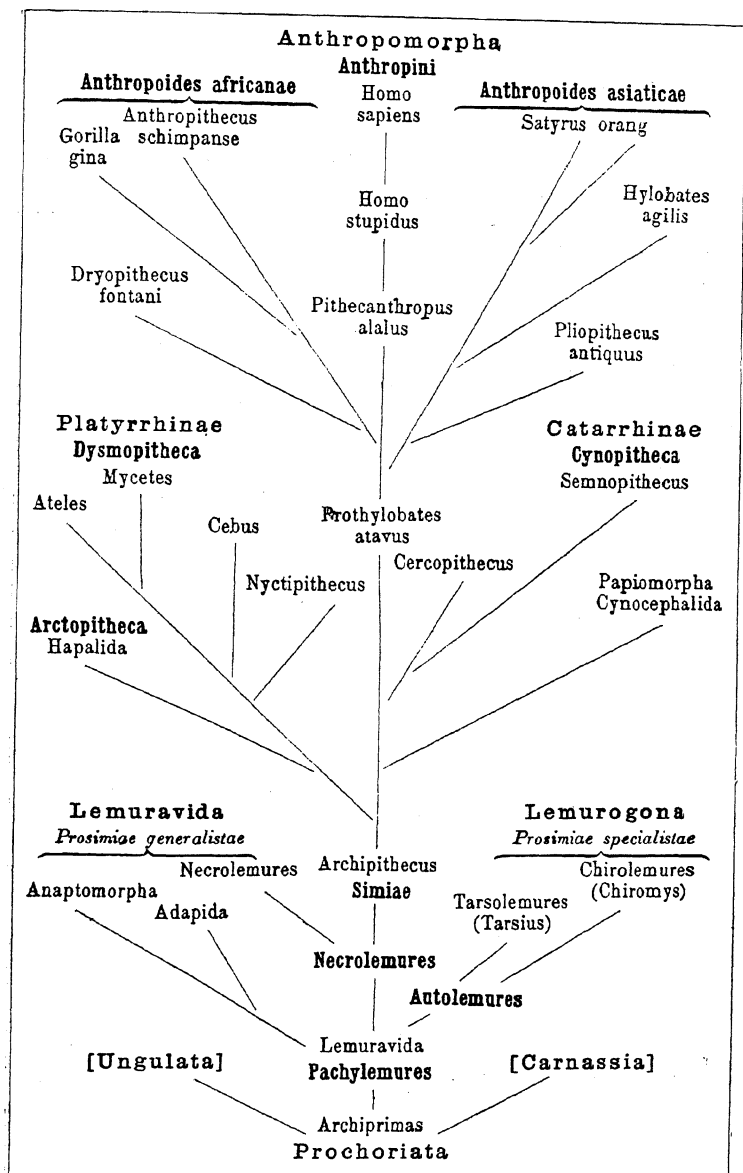 Anthropomorpha
Anthropini
Anthropoides africanae
Homo
sapiens
Anthropoides asiaticae
Anthropithecus
Gorilla schimpanse
gina
Satyrus orang
Homo
stupidus
Hylobates
agilis
Dryopithecus
fontani
Pithecanthropus
alalus
Pliopithecus
antiquus
Platyrrhinae
Dysmopitheca
Mycetes
Catarrhinae
Cynopitheca
Semnopithecus
Ateles
Cebus
Prothylobates
atavus
Nyctipithecus
Cercopithecus
Papiomorpha
Cynocephalida
Arctopitheca
Hapalida
Lemuravida
Prosimiae generalistae
Lemurogona
Prosimiae specialistae
Necrolemures
Archipithecus
Simiae
Chirolemures
(Chiromys)
Anaptomorpha
Adapida
Tarsolemures
(Tarsius)
Necrolemures
Autolemures
Lemuravida
Pachylemures
[Ungulata]
[Carnassia]
Archiprimas
Prochoriata